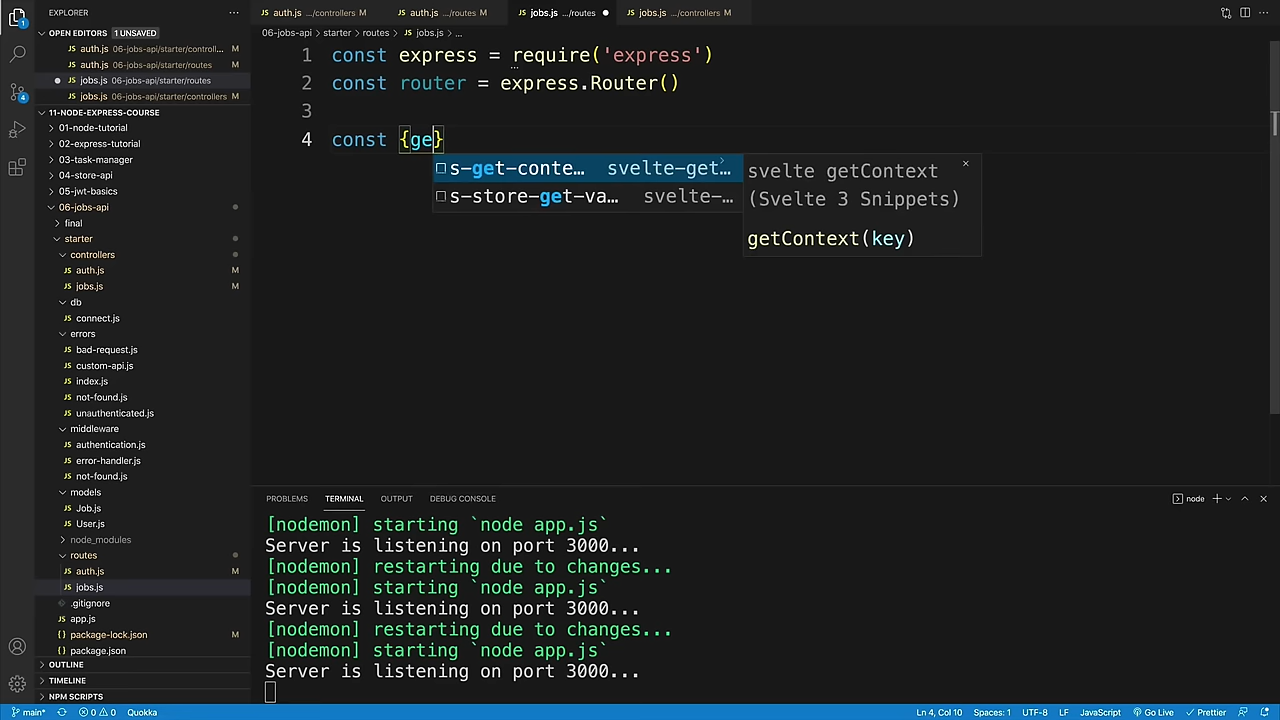 EXPLORER
OPEN EDITORS 1 UNSAVED
auth.js 06-jobs-api/starter/controll... M
auth.js 06-jobs-api/starter/routes M
jobs.js 06-jobs-api/starter/routes
jobs.js 06-jobs-api/starter/controllers M
11-NODE-EXPRESS-COURSE
01-node-tutorial
02-express-tutorial
03-task-manager
04-store-api
05-jwt-basics
06-jobs-api
final
starter
controllers
JS auth.js M
JS jobs.js M
db
JS connect.js
errors
JS bad-request.js
JS custom-api.js
JS index.js
JS not-found.js
JS unauthenticated.js
middleware
JS authentication.js
JS error-handler.js
JS not-found.js
models
JS Job.js
JS User.js
node_modules
routes
JS auth.js M
JS jobs.js
.gitignore
JS app.js
{} package-lock.json M
{} package.json
OUTLINE
TIMELINE
NPM SCRIPTS
JS auth.js .../controllers M
JS auth.js .../routes M
JS jobs.js .../routes
JS jobs.js .../controllers M
06-jobs-api > starter > routes > JS jobs.js > ...
1 const express = require('express')
2 const router = express.Router()
3
4 const {ge}
s-get-conte... svelte-get...
s-store-get-va... svelte-...
svelte getContext
(Svelte 3 Snippets)
getContext(key)
PROBLEMS TERMINAL OUTPUT DEBUG CONSOLE
node
[nodemon] starting `node app.js`
Server is listening on port 3000...
[nodemon] restarting due to changes...
[nodemon] starting `node app.js`
Server is listening on port 3000...
[nodemon] restarting due to changes...
[nodemon] starting `node app.js`
Server is listening on port 3000...
1
4
main* 0 0 Quokka
Ln 4, Col 10 Spaces: 1 UTF-8 LF JavaScript Go Live Prettier